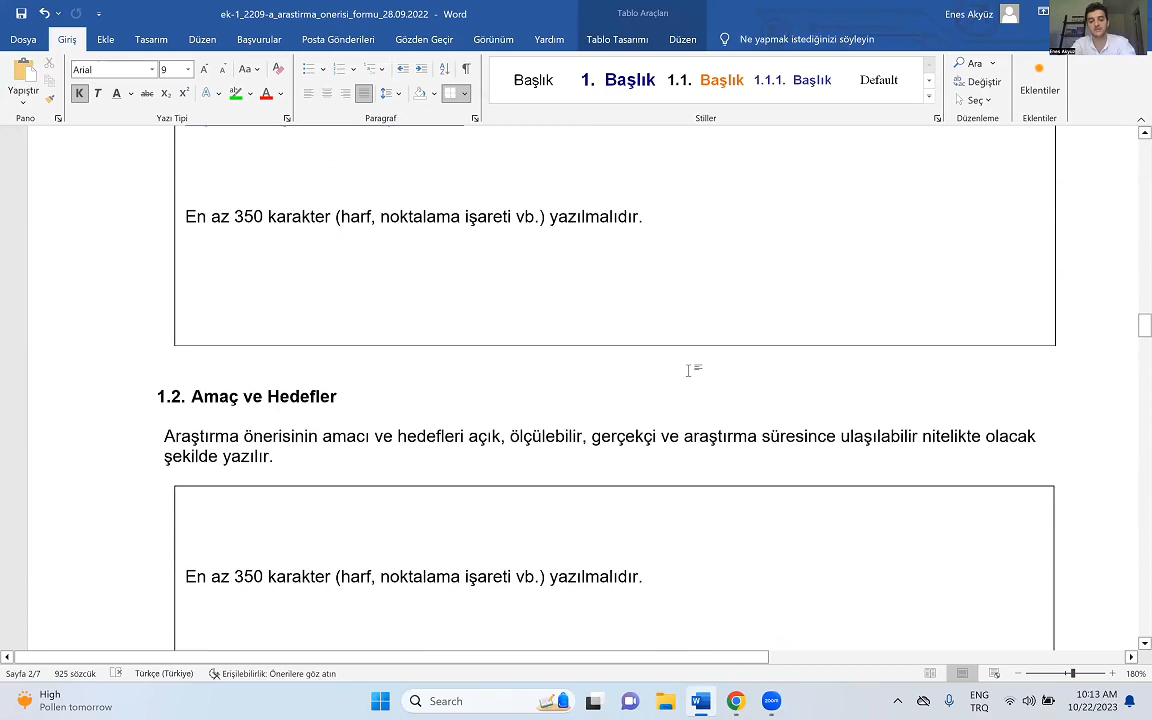 ek-1_2209-a_arastirma_onerisi_formu_28.09.2022 - Word
Tablo Araçları
Enes Akyüz
Dosya Giriş Ekle Tasarım Düzen Başvurular Posta Gönderileri Gözden Geçir Görünüm Yardım Tablo Tasarımı Düzen Ne yapmak istediğinizi söyleyin
Enes Akyüz
Yapıştır
Arial 9
Başlık 1. Başlık 1.1. Başlık 1.1.1. Başlık Default
Ara
Değiştir
Seç
Eklentiler
Pano Yazı Tipi Paragraf Stiller Düzenleme Eklentiler
En az 350 karakter (harf, noktalama işareti vb.) yazılmalıdır.
1.2. Amaç ve Hedefler
Araştırma önerisinin amacı ve hedefleri açık, ölçülebilir, gerçekçi ve araştırma süresince ulaşılabilir nitelikte olacak
şekilde yazılır.
En az 350 karakter (harf, noktalama işareti vb.) yazılmalıdır.
Sayfa 2/7 925 sözcük Türkçe (Türkiye) Erişilebilirlik: Önerilere göz atın 180%
High
Pollen tomorrow
Search
ENG
TRQ
10:13 AM
10/22/2023